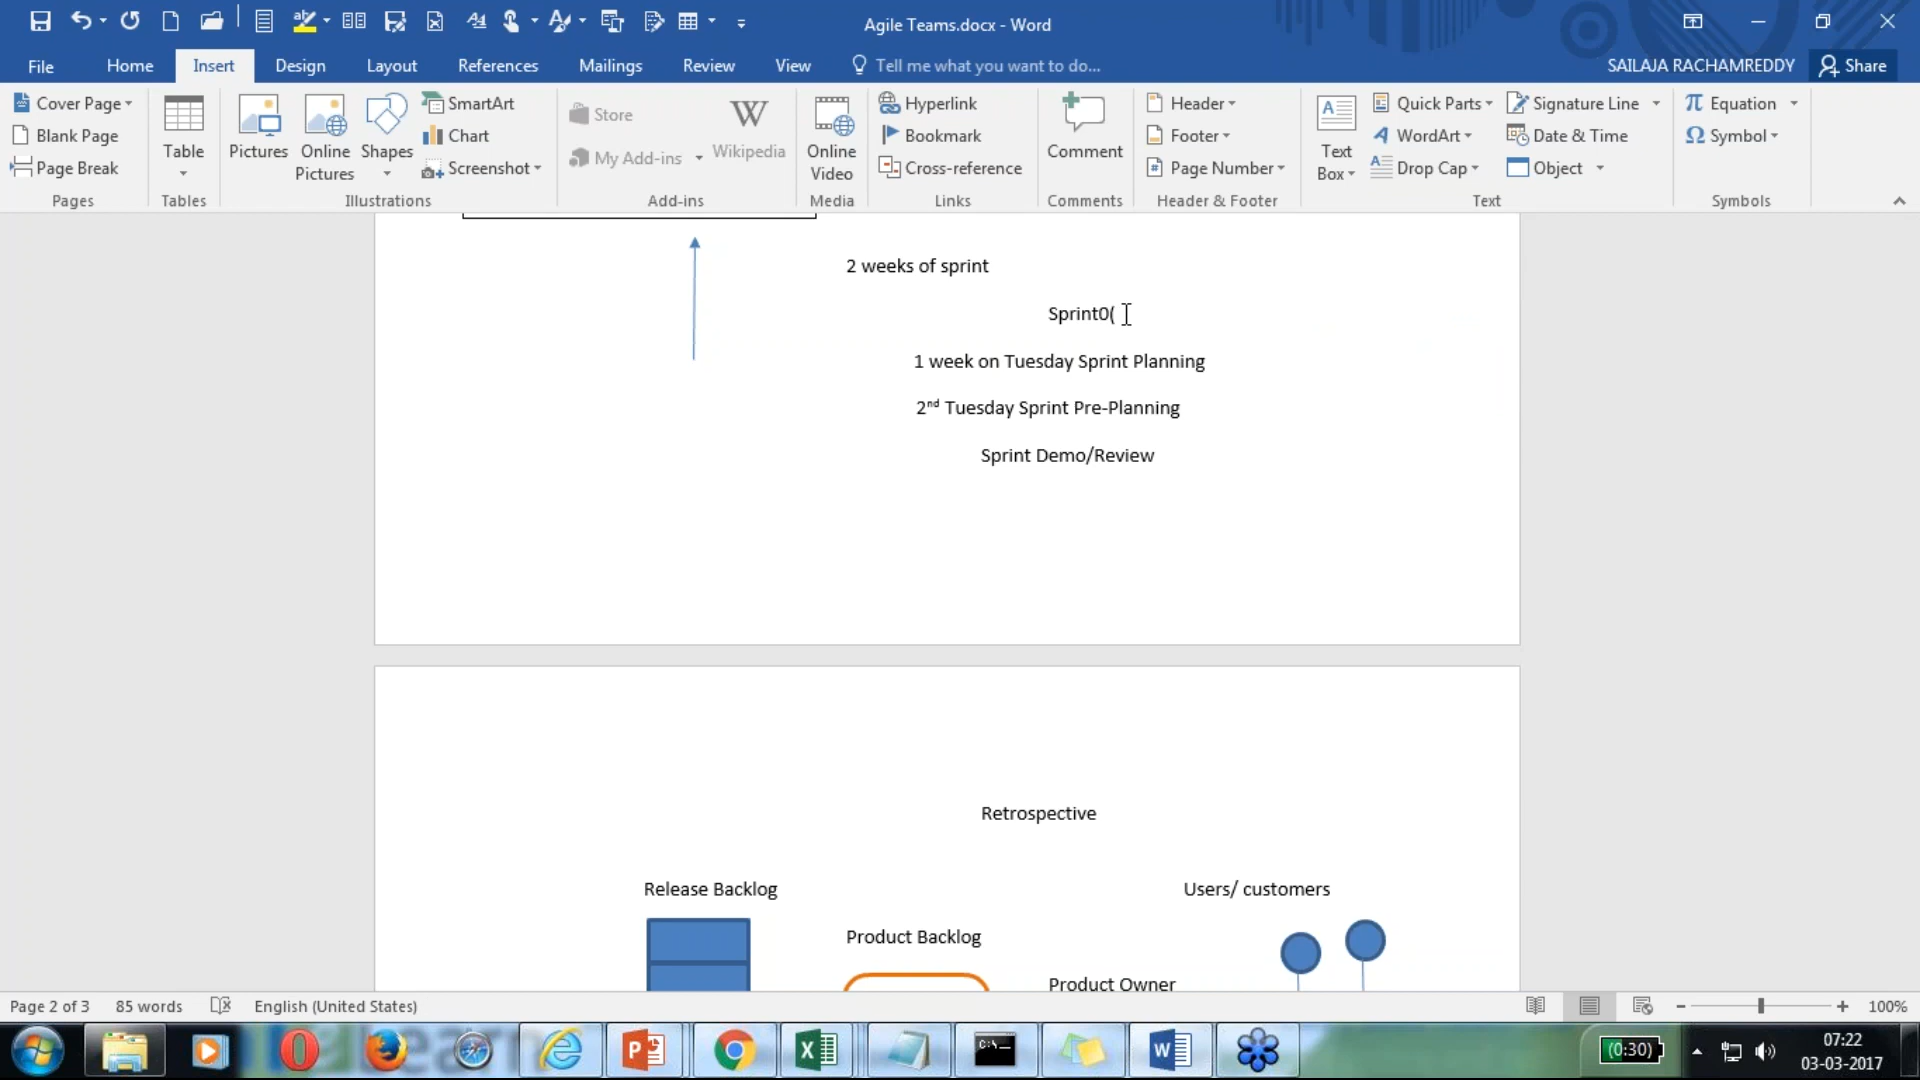 Agile Teams.docx - Word
File Home Insert Design Layout References Mailings Review View Tell me what you want to do... SAILAJA RACHAMREDDY Share
Cover Page
Blank Page
Page Break
Pages
Table
Tables
Pictures
Online Pictures
Shapes
SmartArt
Chart
Screenshot
Illustrations
Store
My Add-ins
Wikipedia
Add-ins
Online Video
Media
Hyperlink
Bookmark
Cross-reference
Links
Comment
Comments
Header
Footer
Page Number
Header & Footer
Text Box
Quick Parts
WordArt
Drop Cap
Signature Line
Date & Time
Object
Text
Equation
Symbol
Symbols
2 weeks of sprint
Sprint0(
1 week on Tuesday Sprint Planning
2nd Tuesday Sprint Pre-Planning
Sprint Demo/Review
Retrospective
Release Backlog
Users/ customers
Product Backlog
Product Owner
Page 2 of 3 85 words English (United States) 100%
(0:30)
07:22
03-03-2017